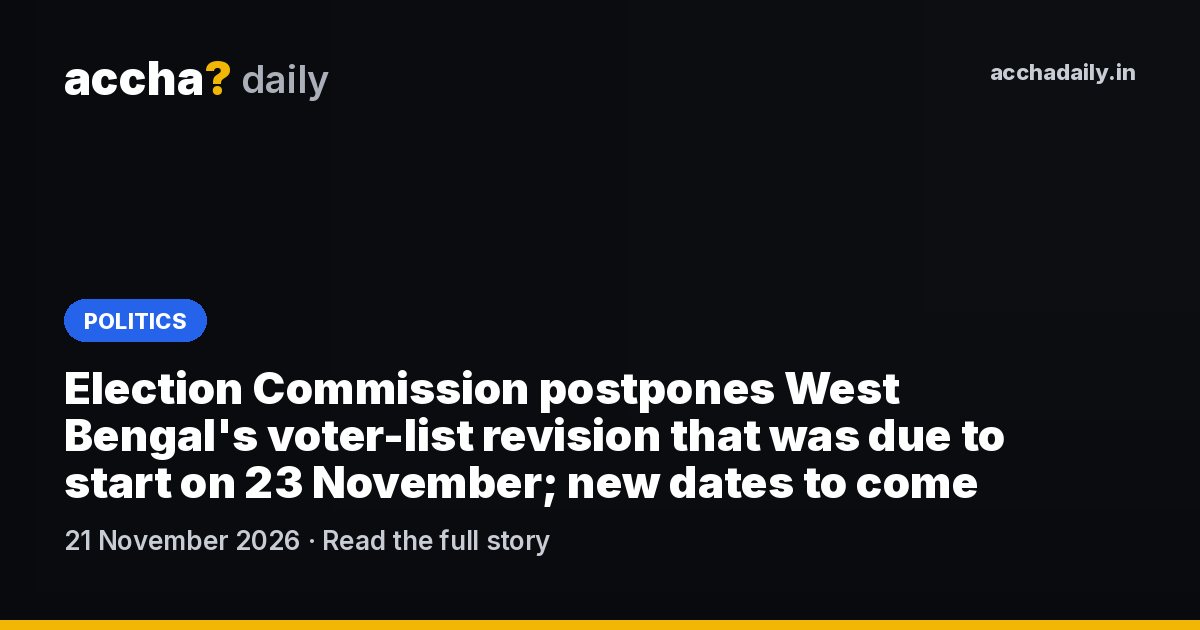 accha? daily
acchadaily.in
POLITICS
Election Commission postpones West
Bengal's voter-list revision that was due to
start on 23 November; new dates to come
21 November 2026 · Read the full story